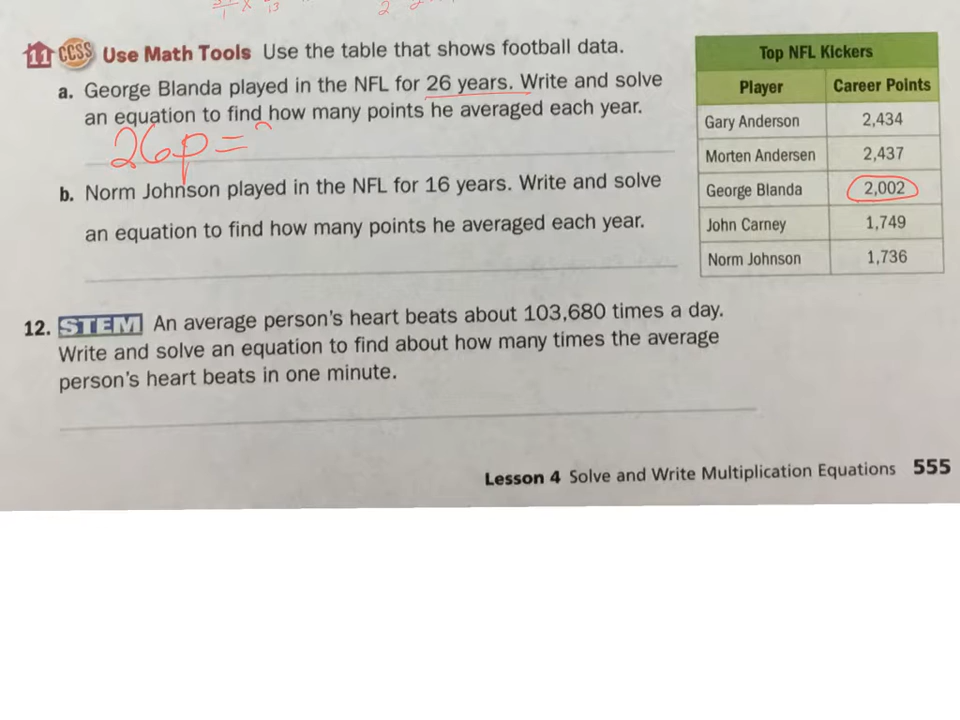 11 CCSS Use Math Tools Use the table that shows football data.
a. George Blanda played in the NFL for 26 years. Write and solve
an equation to find how many points he averaged each year.
26p = 
b. Norm Johnson played in the NFL for 16 years. Write and solve
an equation to find how many points he averaged each year.
Top NFL Kickers
Player Career Points
Gary Anderson 2,434
Morten Andersen 2,437
George Blanda 2,002
John Carney 1,749
Norm Johnson 1,736
12. STEM An average person's heart beats about 103,680 times a day.
Write and solve an equation to find about how many times the average
person's heart beats in one minute.
Lesson 4 Solve and Write Multiplication Equations 555